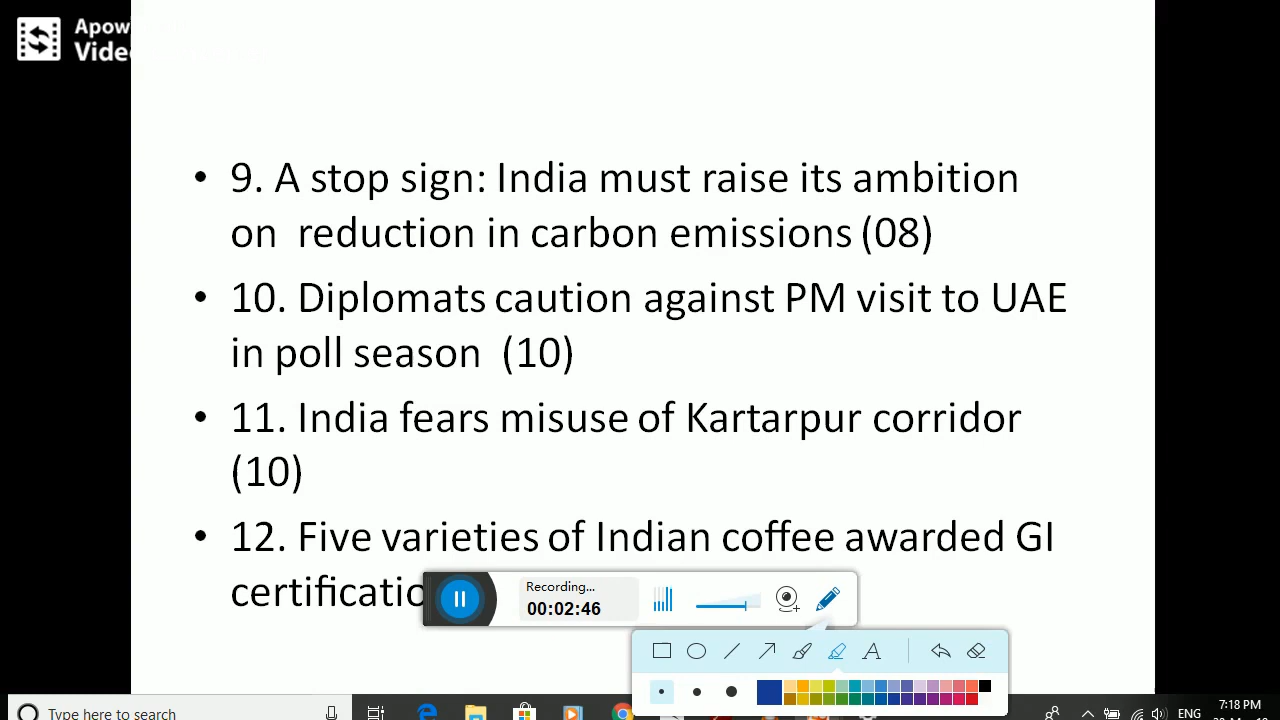 Apow
Vide
• 9. A stop sign: India must raise its ambition
on reduction in carbon emissions (08)
• 10. Diplomats caution against PM visit to UAE
in poll season (10)
• 11. India fears misuse of Kartarpur corridor
(10)
• 12. Five varieties of Indian coffee awarded GI
certificatio
Recording...
00:02:46
A
Type here to search
ENG
7:18 PM